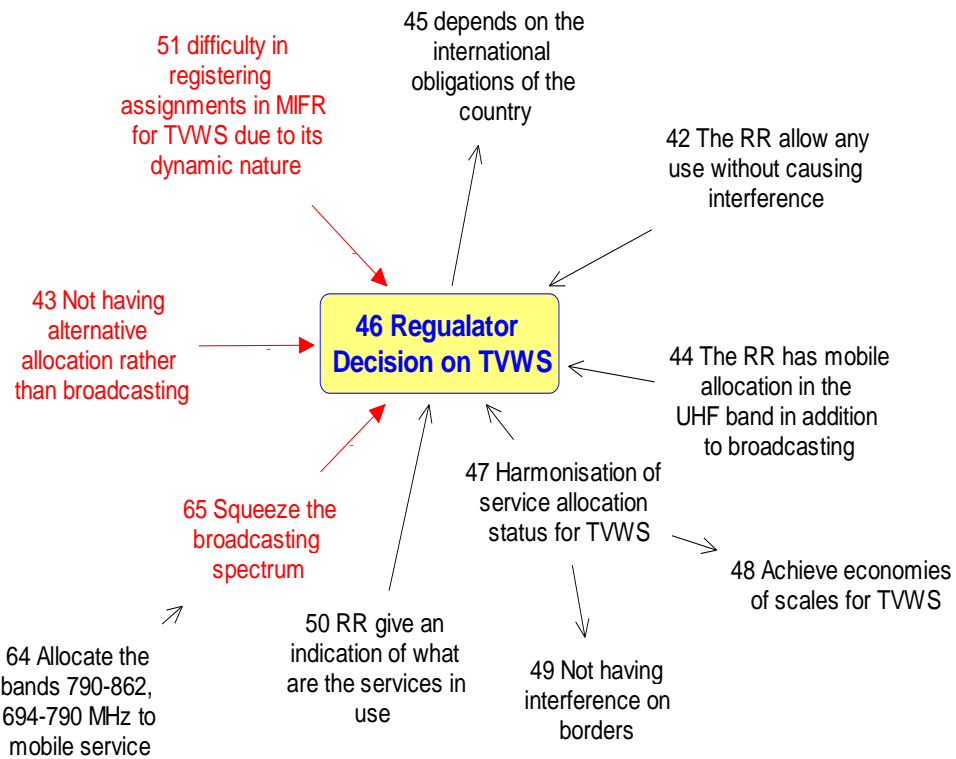 45 depends on the
international
obligations of the
country
51 difficulty in
registering
assignments in MIFR
for TVWS due to its
dynamic nature
42 The RR allow any
use without causing
interference
43 Not having
alternative
allocation rather
than broadcasting
46 Regualator
Decision on TVWS
44 The RR has mobile
allocation in the
UHF band in addition
to broadcasting
47 Harmonisation of
service allocation
status for TVWS
65 Squeeze the
broadcasting
spectrum
48 Achieve economies
of scales for TVWS
50 RR give an
indication of what
are the services in
use
49 Not having
interference on
borders
64 Allocate the
bands 790-862,
694-790 MHz to
mobile service